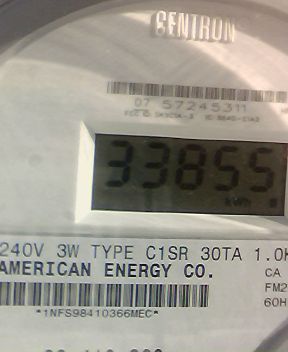 CENTRON
07 57245311
33855
kWh
240V 3W TYPE C1SR 30TA 1.0K
AMERICAN ENERGY CO.
CA
FM2
60H
*1NFS98410366MEC*